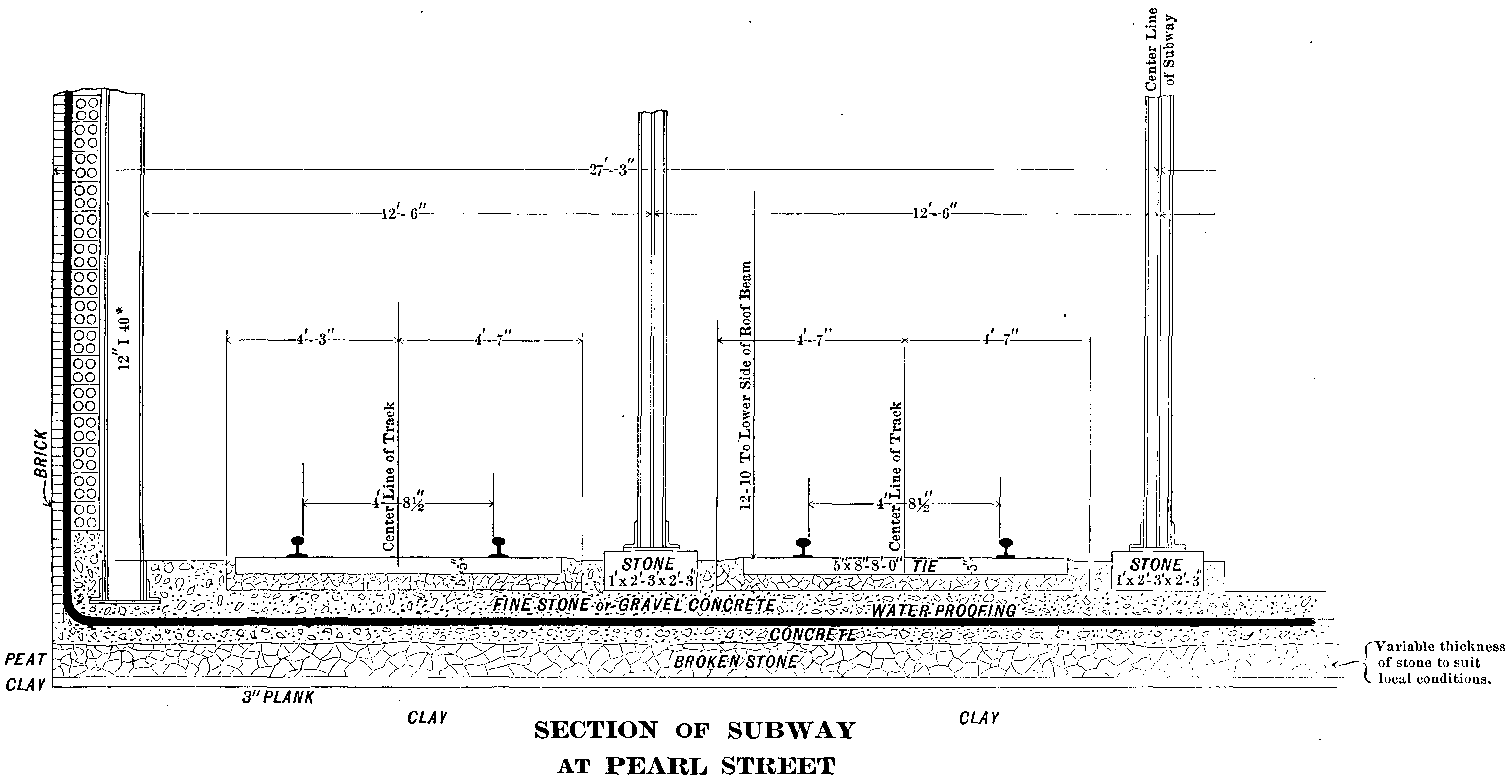 Center Line
of Subway
27'-3"
12'-6"
12'-6"
12" I 40*
4'-3"
4'-7"
4'-7"
4'-7"
12-10 To Lower Side of Roof Beam
Center Line of Track
Center Line of Track
BRICK
4' 8½"
4' 8½"
5"
STONE
1'x 2'-3"x 2'-3"
5"x 8"-8'-0" TIE
5"
STONE
1'x 2'-3"x 2'-3"
FINE STONE or GRAVEL CONCRETE
WATER PROOFING
CONCRETE
PEAT
BROKEN STONE
Variable thickness
of stone to suit
local conditions.
CLAY
3" PLANK
CLAY
CLAY
SECTION OF SUBWAY
AT PEARL STREET